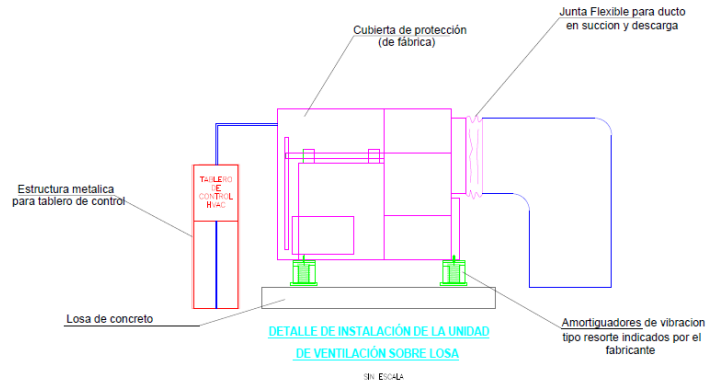 Junta Flexible para ducto
en succion y descarga
Cubierta de protección
(de fábrica)
TABLERO
DE
CONTROL
HVAC
Estructura metalica
para tablero de control
Losa de concreto
Amortiguadores de vibracion
tipo resorte indicados por el
fabricante
DETALLE DE INSTALACIÓN DE LA UNIDAD
DE VENTILACIÓN SOBRE LOSA
SIN ESCALA